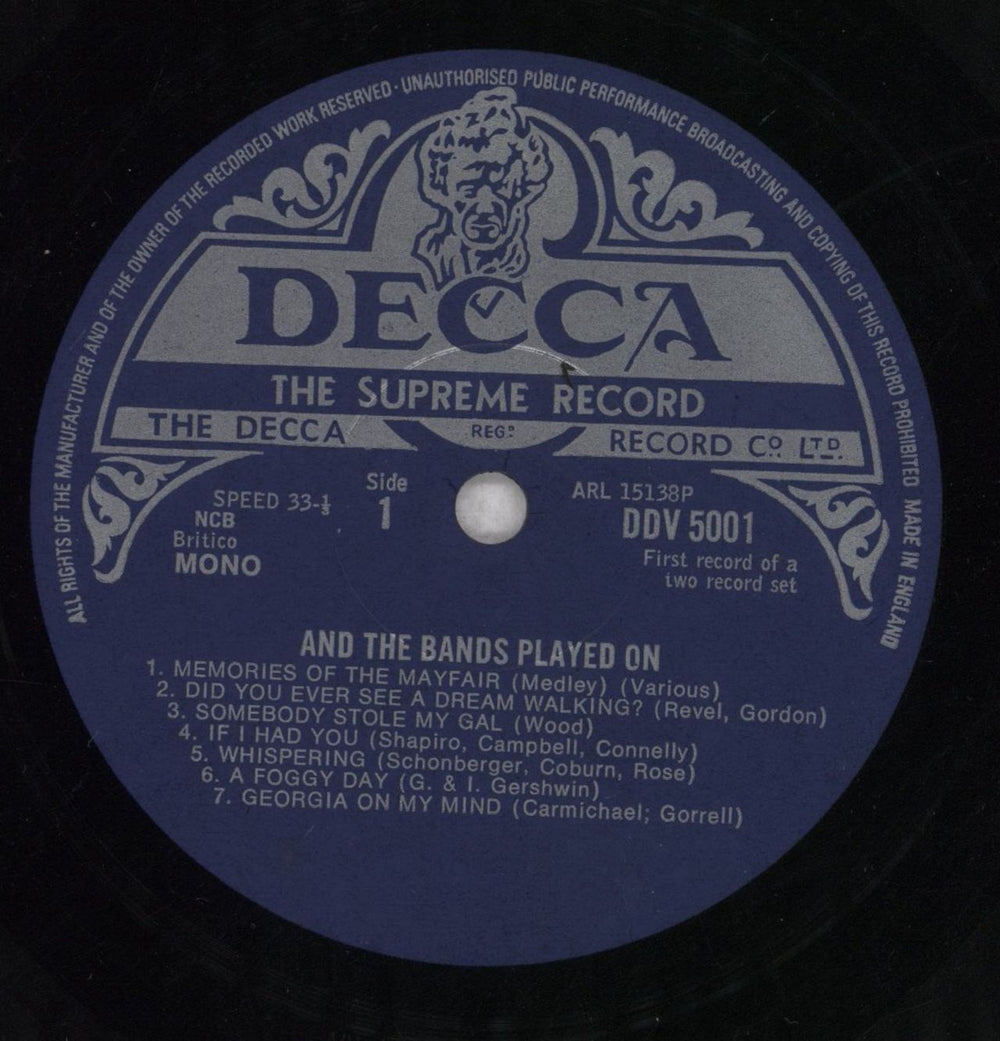 ALL RIGHTS OF THE MANUFACTURER AND OF THE OWNER OF THE RECORDED WORK RESERVED · UNAUTHORISED PUBLIC PERFORMANCE BROADCASTING AND COPYING OF THIS RECORD PROHIBITED MADE IN ENGLAND
DECCA
THE SUPREME RECORD
THE DECCA REGD RECORD CO. LTD.
SPEED 33-⅓
NCB
Britico
MONO
Side
1
ARL 15138P
DDV 5001
First record of a
two record set
AND THE BANDS PLAYED ON
1. MEMORIES OF THE MAYFAIR (Medley) (Various)
2. DID YOU EVER SEE A DREAM WALKING? (Revel, Gordon)
3. SOMEBODY STOLE MY GAL (Wood)
4. IF I HAD YOU (Shapiro, Campbell, Connelly)
5. WHISPERING (Schonberger, Coburn, Rose)
6. A FOGGY DAY (G. & I. Gershwin)
7. GEORGIA ON MY MIND (Carmichael; Gorrell)